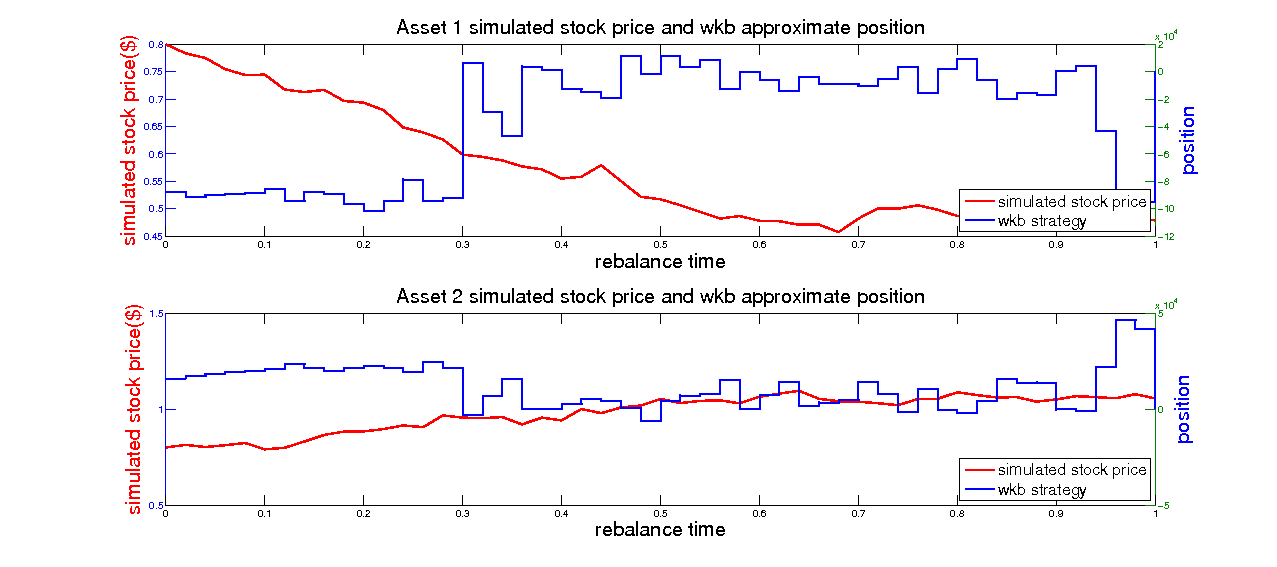 Asset 1 simulated stock price and wkb approximate position
x 10^4
simulated stock price($)
0.8
0.75
0.7
0.65
0.6
0.55
0.5
0.45
2
0
-2
-4
-6
-8
-10
-12
position
simulated stock price
wkb strategy
0 0.1 0.2 0.3 0.4 0.5 0.6 0.7 0.8 0.9 1
rebalance time
Asset 2 simulated stock price and wkb approximate position
x 10^4
simulated stock price($)
1.5
1
0.5
5
0
-5
position
simulated stock price
wkb strategy
0 0.1 0.2 0.3 0.4 0.5 0.6 0.7 0.8 0.9 1
rebalance time